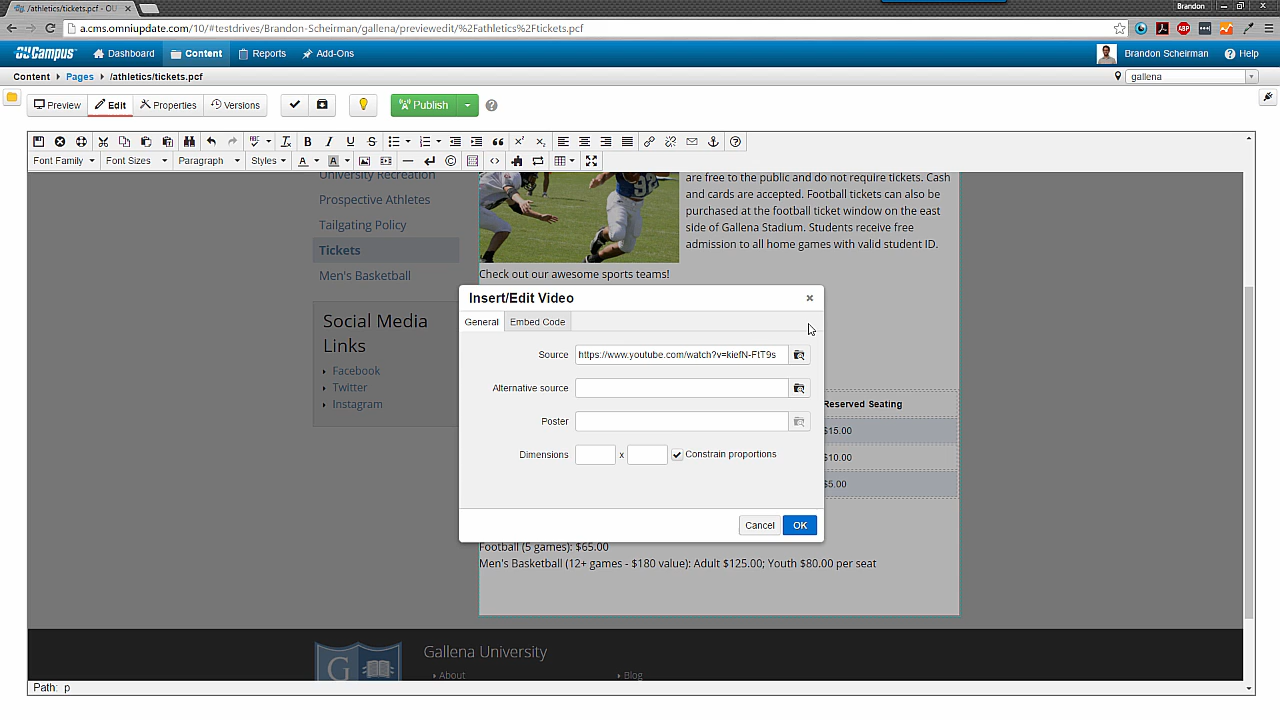 /athletics/tickets.pcf - OU
Brandon
a.cms.omniupdate.com/10/#testdrives/Brandon-Scheirman/gallena/previewedit/%2Fathletics%2Ftickets.pcf
OUCampus Dashboard Content Reports Add-Ons Brandon Scheirman Help
Content Pages /athletics/tickets.pcf gallena
Preview Edit Properties Versions Publish
Font Family Font Sizes Paragraph Styles
University Recreation
Prospective Athletes
Tailgating Policy
Tickets
Men's Basketball
Social Media
Links
Facebook
Twitter
Instagram
are free to the public and do not require tickets. Cash
and cards are accepted. Football tickets can also be
purchased at the football ticket window on the east
side of Gallena Stadium. Students receive free
admission to all home games with valid student ID.
Check out our awesome sports teams!
Insert/Edit Video
General Embed Code
Source https://www.youtube.com/watch?v=kiefN-FtT9s
Alternative source
Poster
Dimensions x Constrain proportions
Cancel OK
Reserved Seating
$15.00
$10.00
$5.00
Football (5 games): $65.00
Men's Basketball (12+ games - $180 value): Adult $125.00; Youth $80.00 per seat
G
Gallena University
About Blog
Path: p